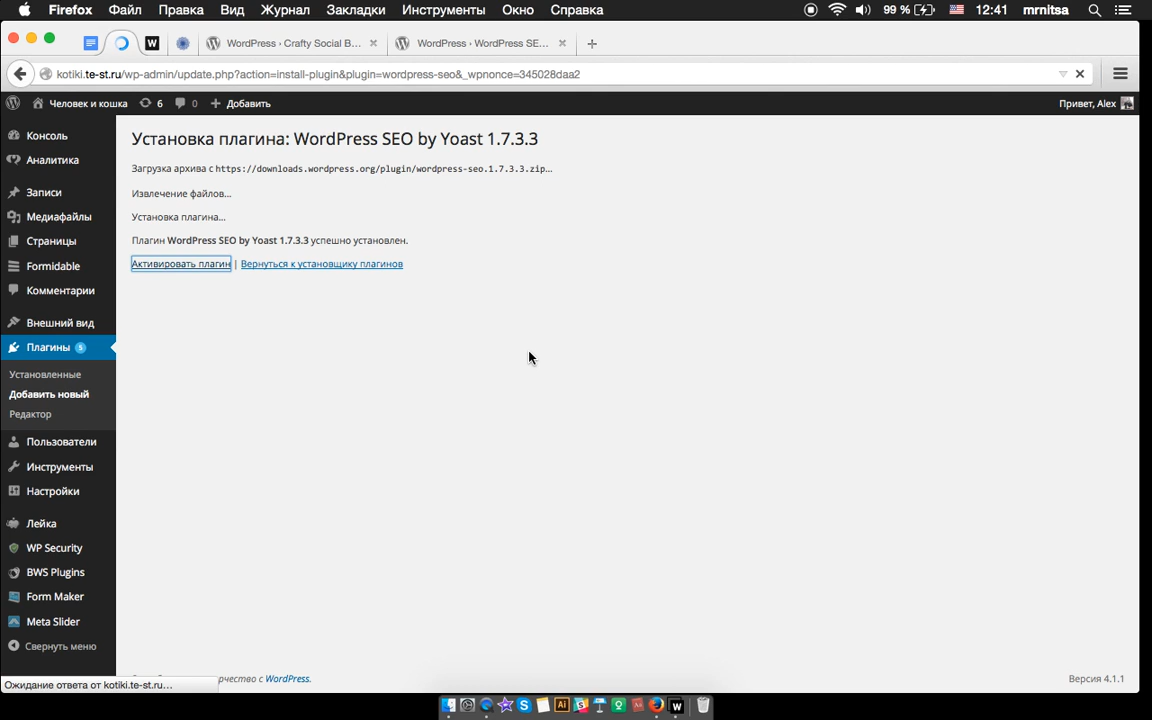 Firefox Файл Правка Вид Журнал Закладки Инструменты Окно Справка 99 % 12:41 mrnitsa
W WordPress › Crafty Social B... WordPress › WordPress SE...
kotiki.te-st.ru/wp-admin/update.php?action=install-plugin&plugin=wordpress-seo&_wpnonce=345028daa2
Человек и кошка 6 0 Добавить Привет, Alex
Консоль
Аналитика
Записи
Медиафайлы
Страницы
Formidable
Комментарии
Внешний вид
Плагины 5
Установленные
Добавить новый
Редактор
Пользователи
Инструменты
Настройки
Лейка
WP Security
BWS Plugins
Form Maker
Meta Slider
Свернуть меню
Установка плагина: WordPress SEO by Yoast 1.7.3.3
Загрузка архива с https://downloads.wordpress.org/plugin/wordpress-seo.1.7.3.3.zip...
Извлечение файлов...
Установка плагина...
Плагин WordPress SEO by Yoast 1.7.3.3 успешно установлен.
Активировать плагин | Вернуться к установщику плагинов
рчество с WordPress. Версия 4.1.1
Ожидание ответа от kotiki.te-st.ru...
Ai W